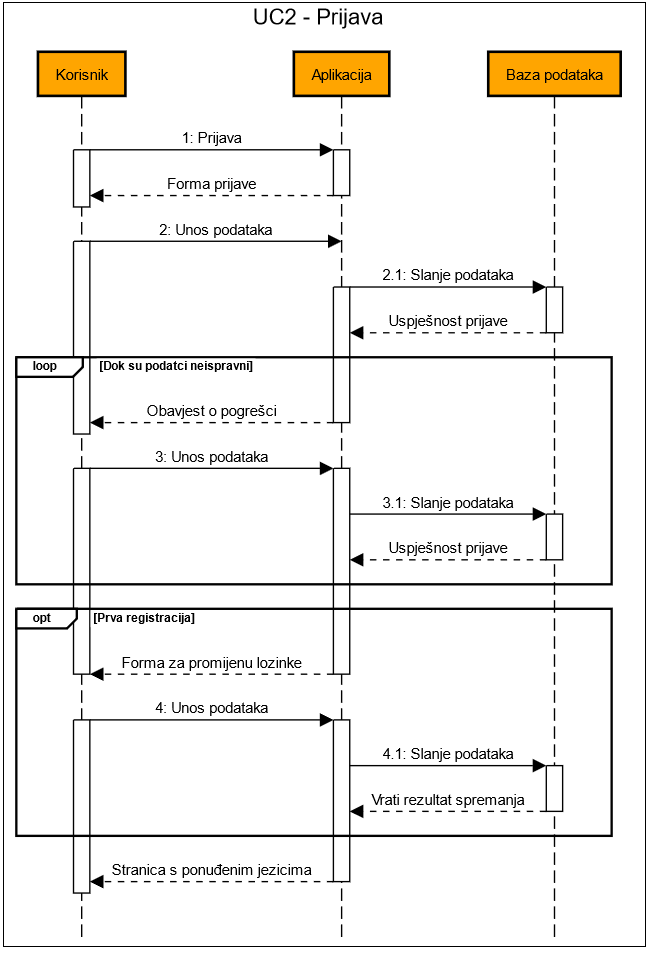 UC2 - Prijava
Korisnik
Aplikacija
Baza podataka
1: Prijava
Forma prijave
2: Unos podataka
2.1: Slanje podataka
Uspješnost prijave
loop
[Dok su podatci neispravni]
Obavjest o pogrešci
3: Unos podataka
3.1: Slanje podataka
Uspješnost prijave
opt
[Prva registracija]
Forma za promijenu lozinke
4: Unos podataka
4.1: Slanje podataka
Vrati rezultat spremanja
Stranica s ponuđenim jezicima